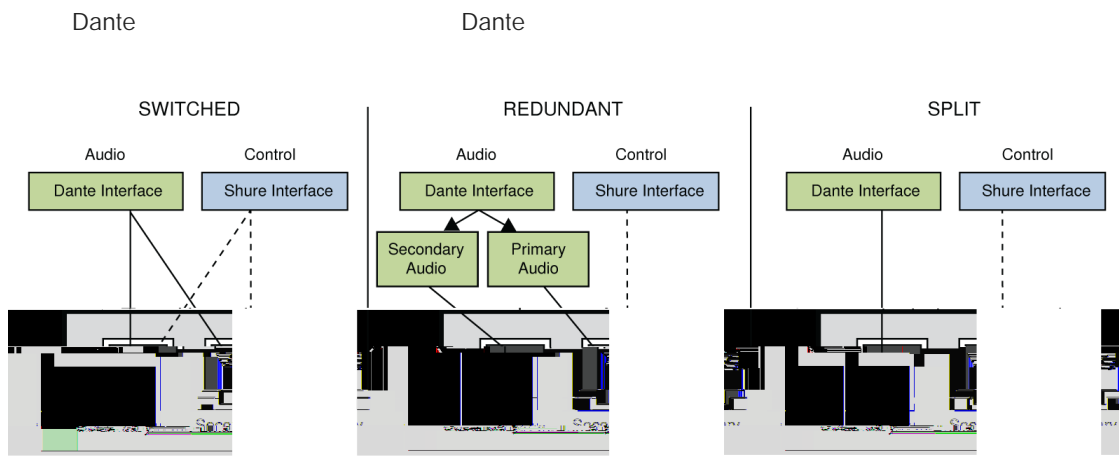 Dante Dante
SWITCHED REDUNDANT SPLIT
Audio Control Audio Control Audio Control
Dante Interface Shure Interface Dante Interface Shure Interface Dante Interface Shure Interface
Secondary Audio
Primary Audio